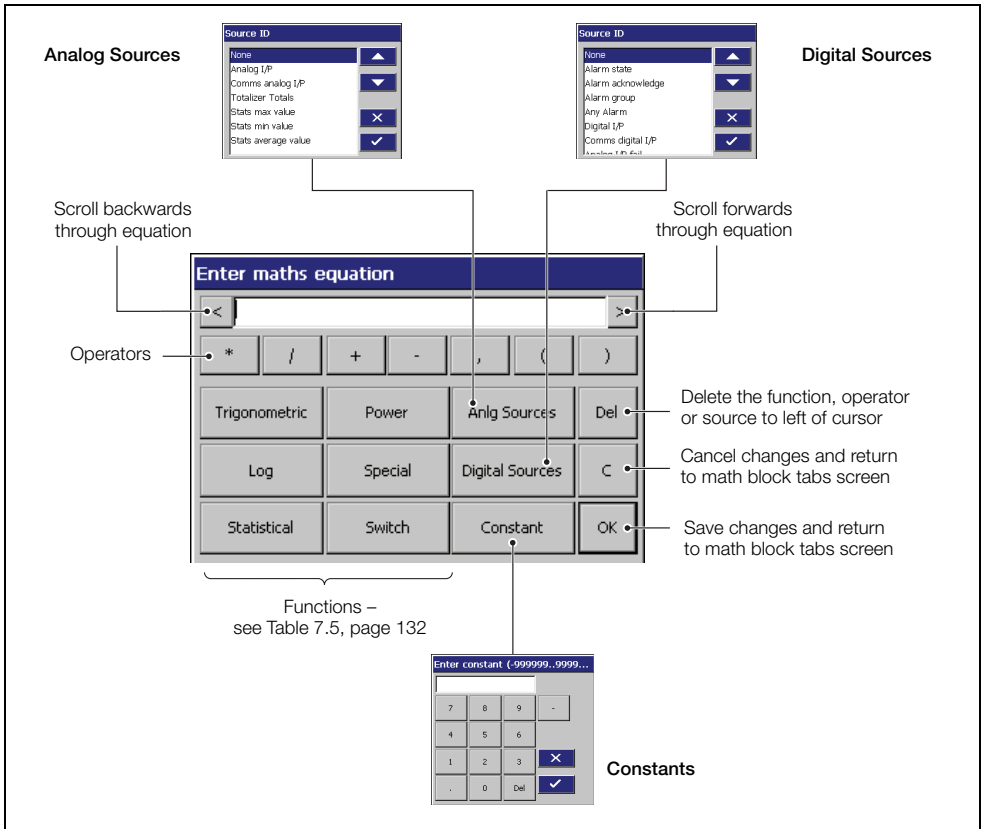 Analog Sources
Source ID
None
Analog I/P
Comms analog I/P
Totalizer Totals
Stats max value
Stats min value
Stats average value
Source ID
None
Alarm state
Alarm acknowledge
Alarm group
Any Alarm
Digital I/P
Comms digital I/P
Analog I/P fail
Digital Sources
Scroll backwards
through equation
Scroll forwards
through equation
Enter maths equation
< >
Operators
* / + - , ( )
Trigonometric Power Anlg Sources Del
Delete the function, operator
or source to left of cursor
Log Special Digital Sources C
Cancel changes and return
to math block tabs screen
Statistical Switch Constant OK
Save changes and return
to math block tabs screen
Functions –
see Table 7.5, page 132
Enter constant (-999999..9999...
7 8 9 -
4 5 6
1 2 3
. 0 Del
Constants